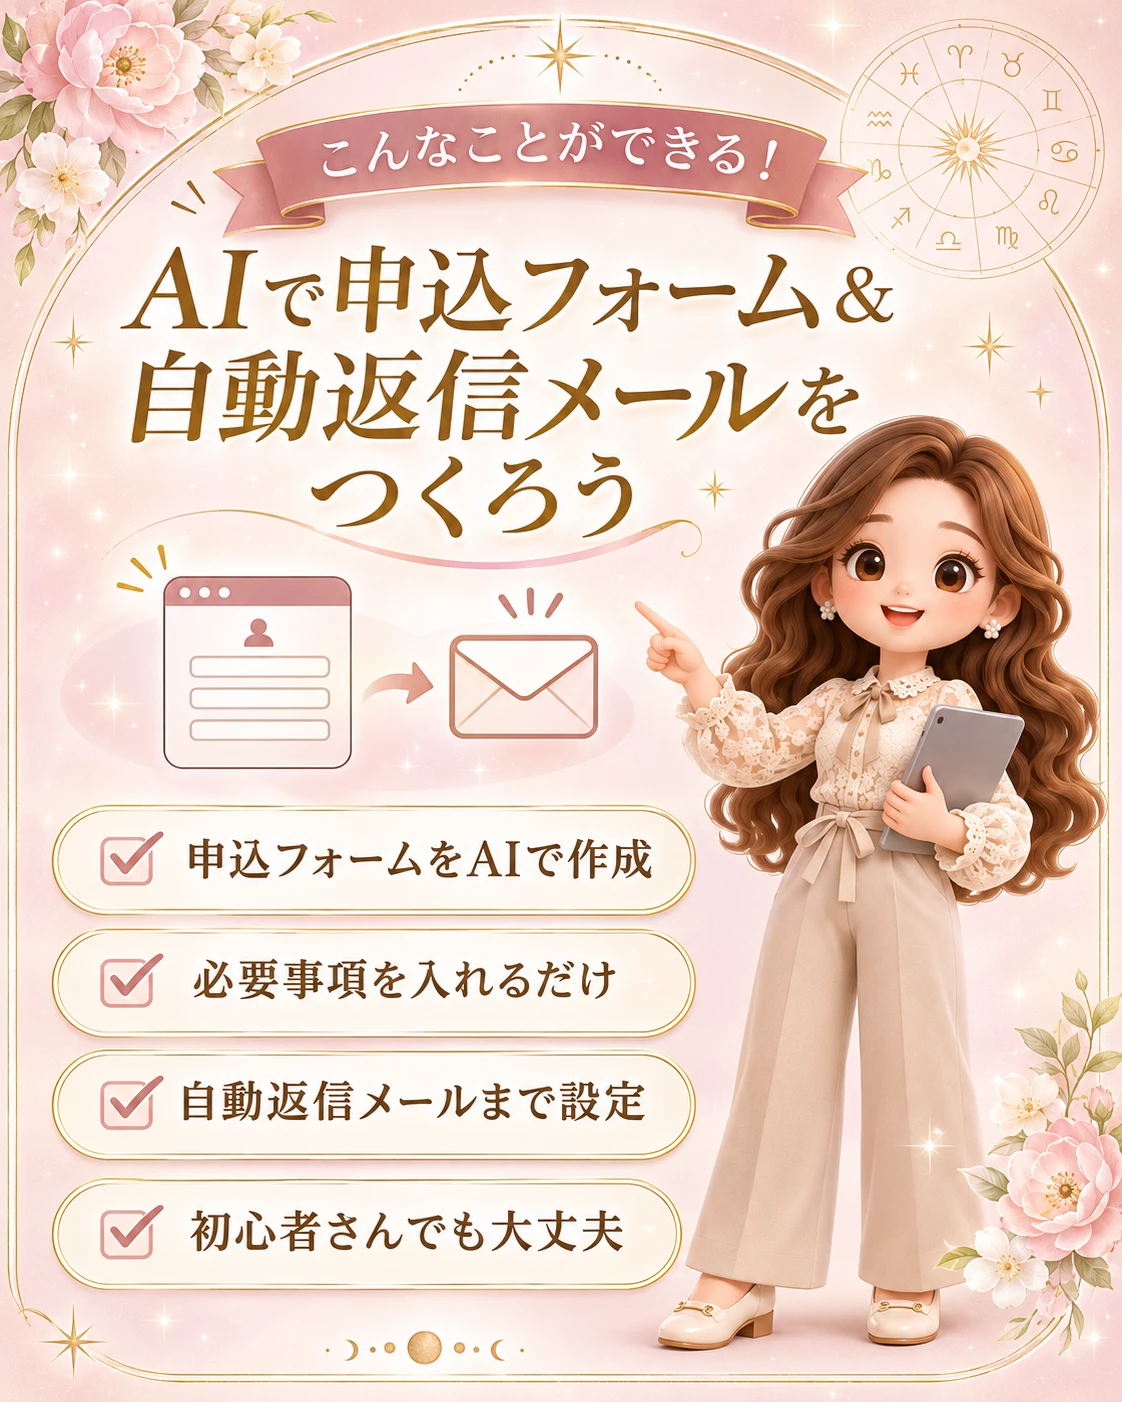 こんなことができる!
AIで申込フォーム&
自動返信メールを
つくろう
申込フォームをAIで作成
必要事項を入れるだけ
自動返信メールまで設定
初心者さんでも大丈夫